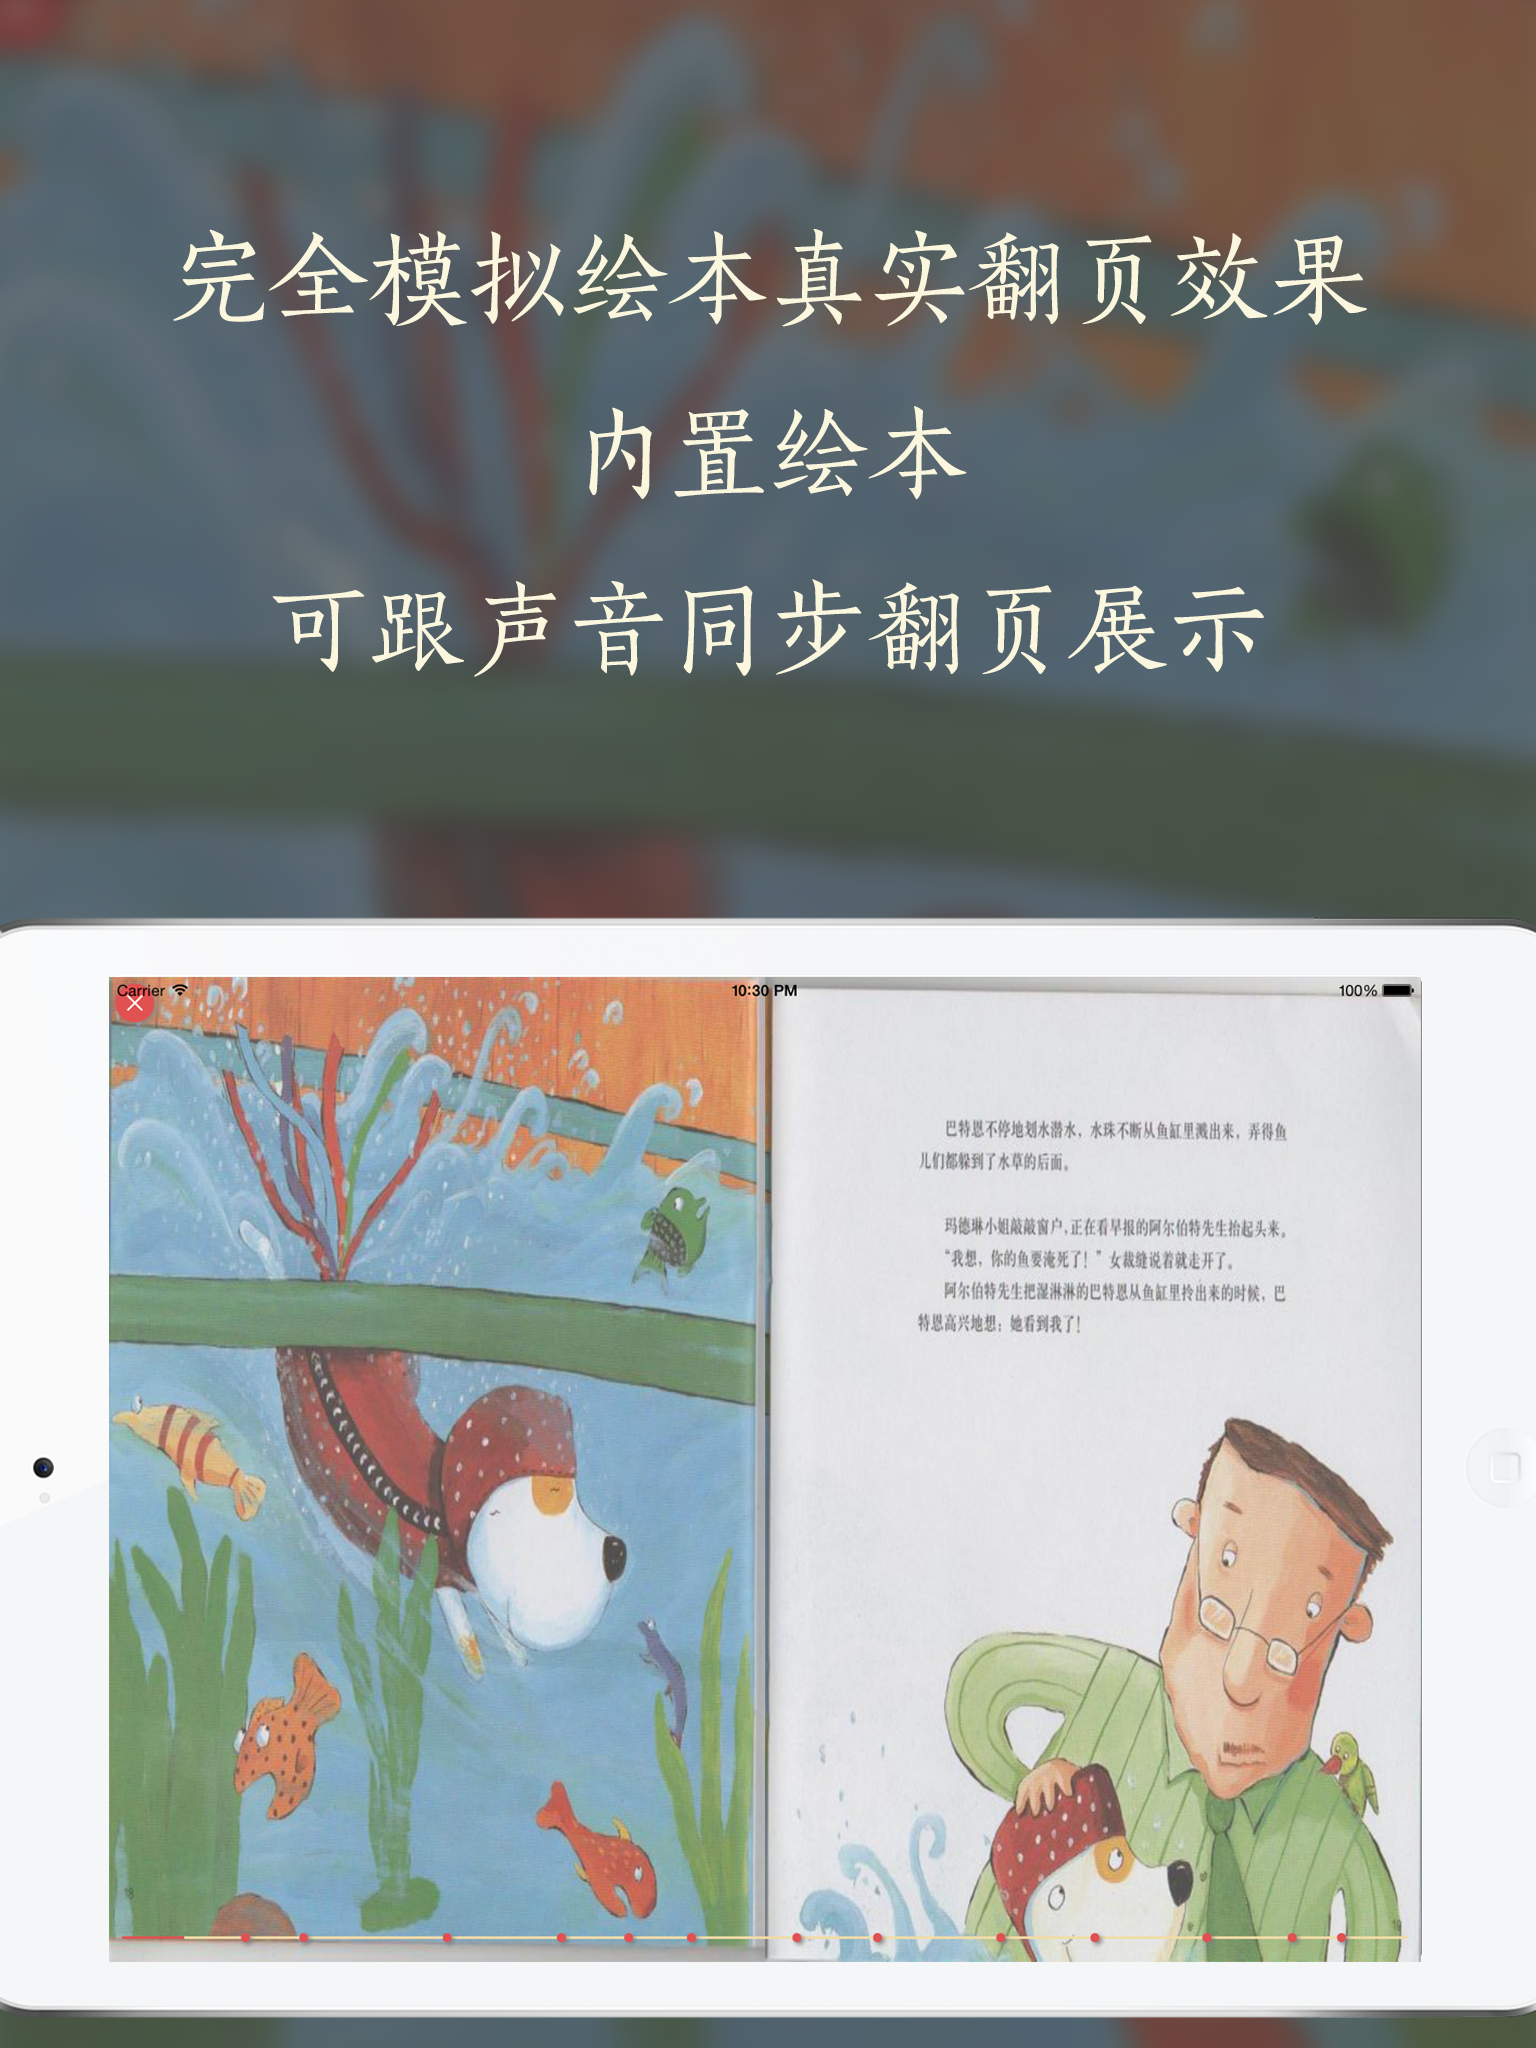 完全模拟绘本真实翻页效果
内置绘本
可跟声音同步翻页展示
Carrier
10:30 PM
100%
巴特恩不停地划水潜水，水珠不断从鱼缸里溅出来，弄得鱼
儿们都躲到了水草的后面。
玛德琳小姐敲敲窗户，正在看早报的阿尔伯特先生抬起头来。
“我想，你的鱼要淹死了！”女裁缝说着就走开了。
阿尔伯特先生把湿淋淋的巴特恩从鱼缸里拎出来的时候，巴
特恩高兴地想：她看到我了！
18